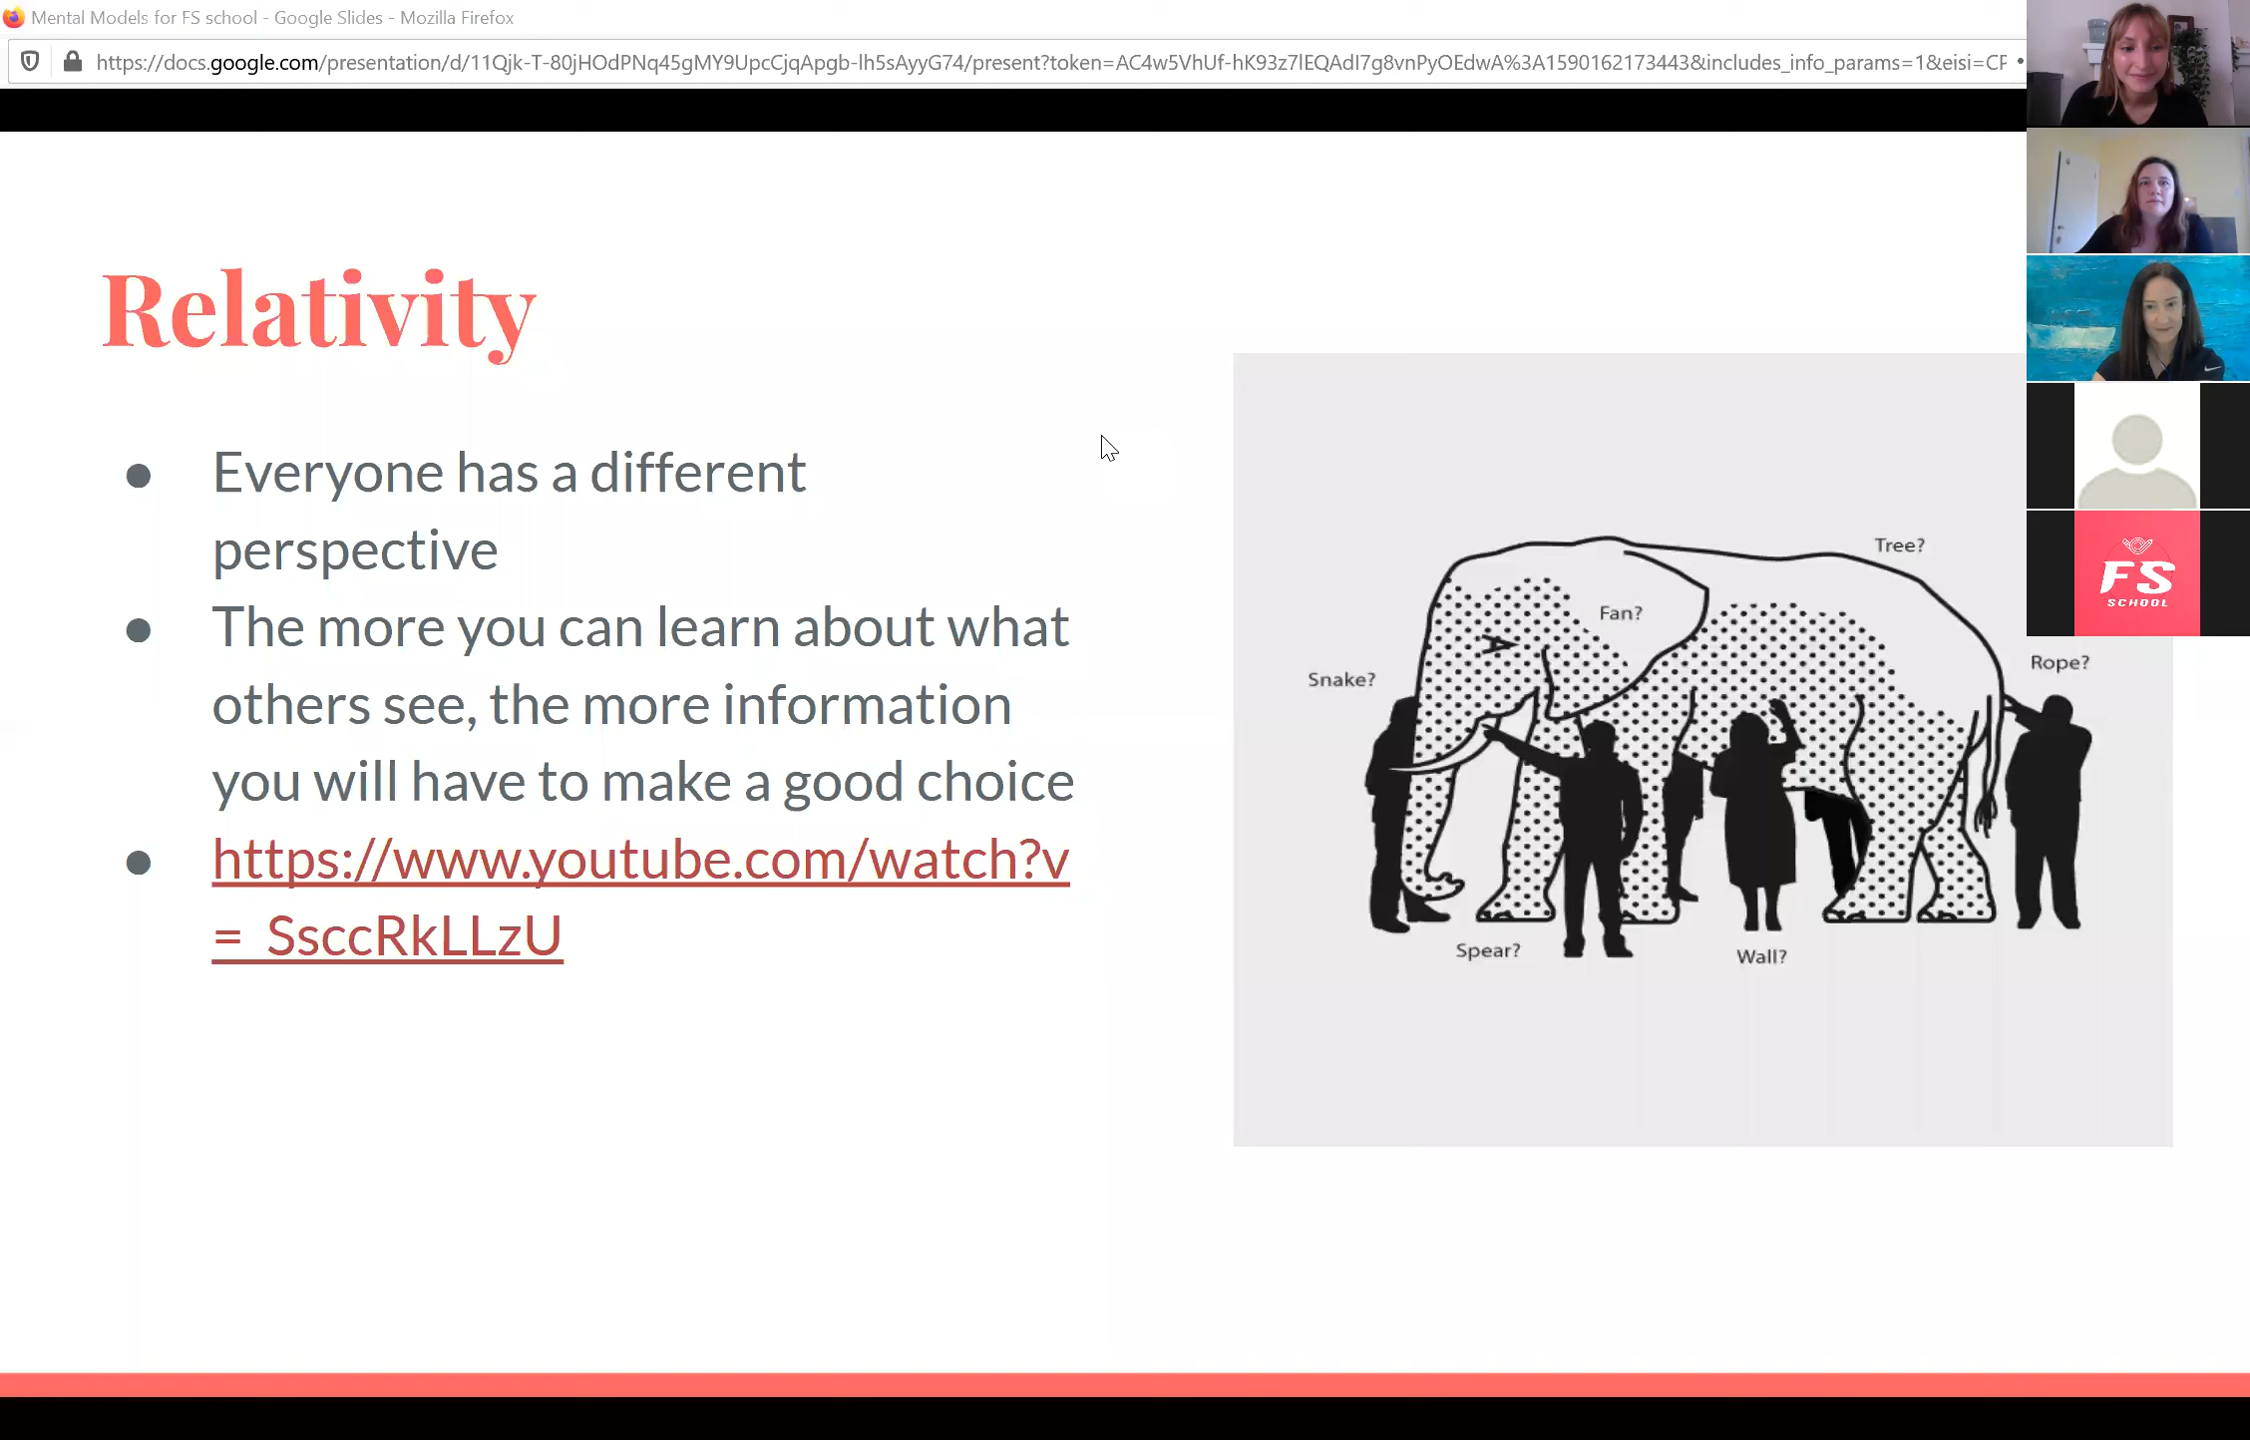 Mental Models for FS school - Google Slides - Mozilla Firefox
https://docs.google.com/presentation/d/11Qjk-T-80jHOdPNq45gMY9UpcCjqApgb-lh5sAyyG74/present?token=AC4w5VhUf-hK93z7lEQAdI7g8vnPyOEdwA%3A1590162173443&includes_info_params=1&eisi=CF
Relativity
● Everyone has a different
perspective
● The more you can learn about what
others see, the more information
you will have to make a good choice
● https://www.youtube.com/watch?v
=_SsccRkLLzU
Tree?
Fan?
Rope?
Snake?
Spear?
Wall?
FS
SCHOOL